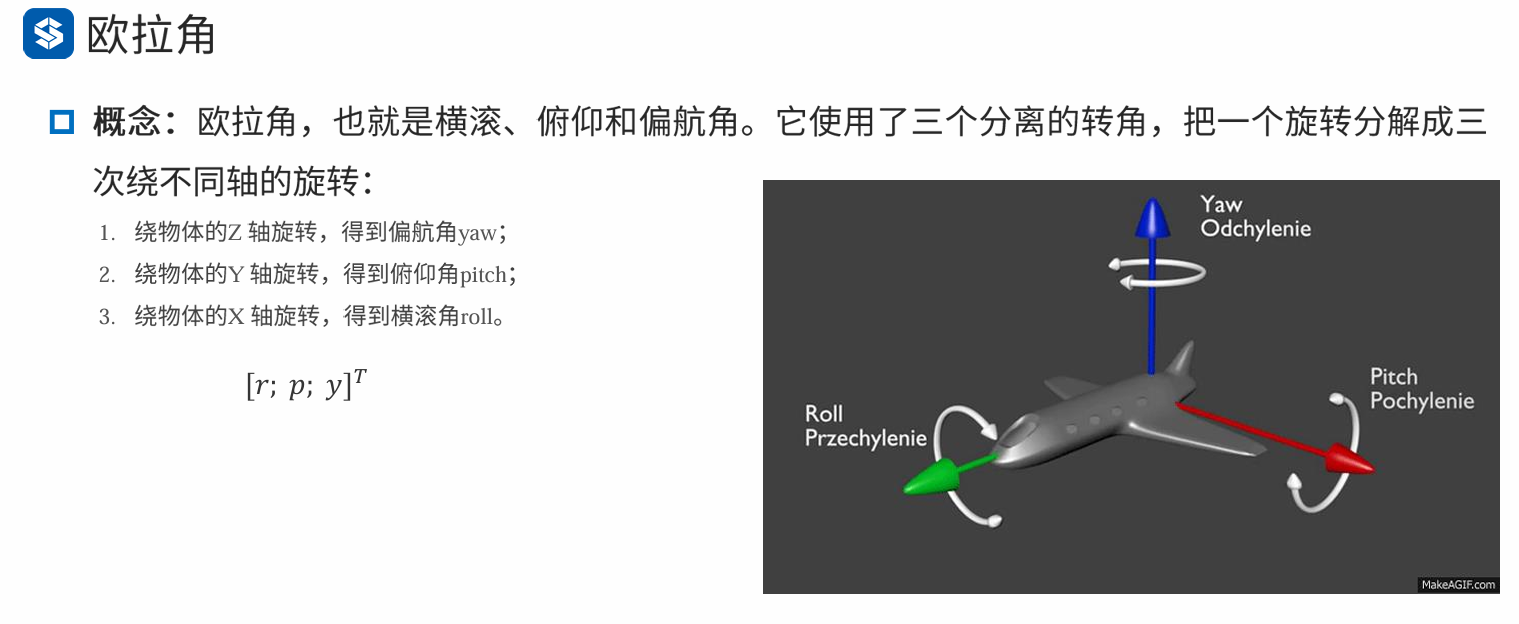 欧拉角
概念：欧拉角，也就是横滚、俯仰和偏航角。它使用了三个分离的转角，把一个旋转分解成三
次绕不同轴的旋转：
1. 绕物体的Z 轴旋转，得到偏航角yaw；
2. 绕物体的Y 轴旋转，得到俯仰角pitch；
3. 绕物体的X 轴旋转，得到横滚角roll。
[r; p; y]^T
Yaw
Odchylenie
Pitch
Pochylenie
Roll
Przechylenie
MakeAGIF.com